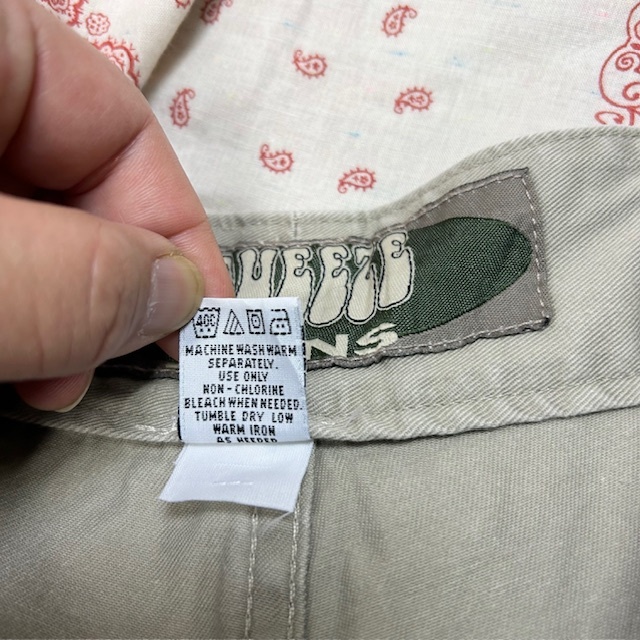 UEEZE
NS
40C
MACHINE WASH WARM
SEPARATELY.
USE ONLY
NON - CHLORINE
BLEACH WHEN NEEDED.
TUMBLE DRY LOW
WARM IRON
AS NEEDED